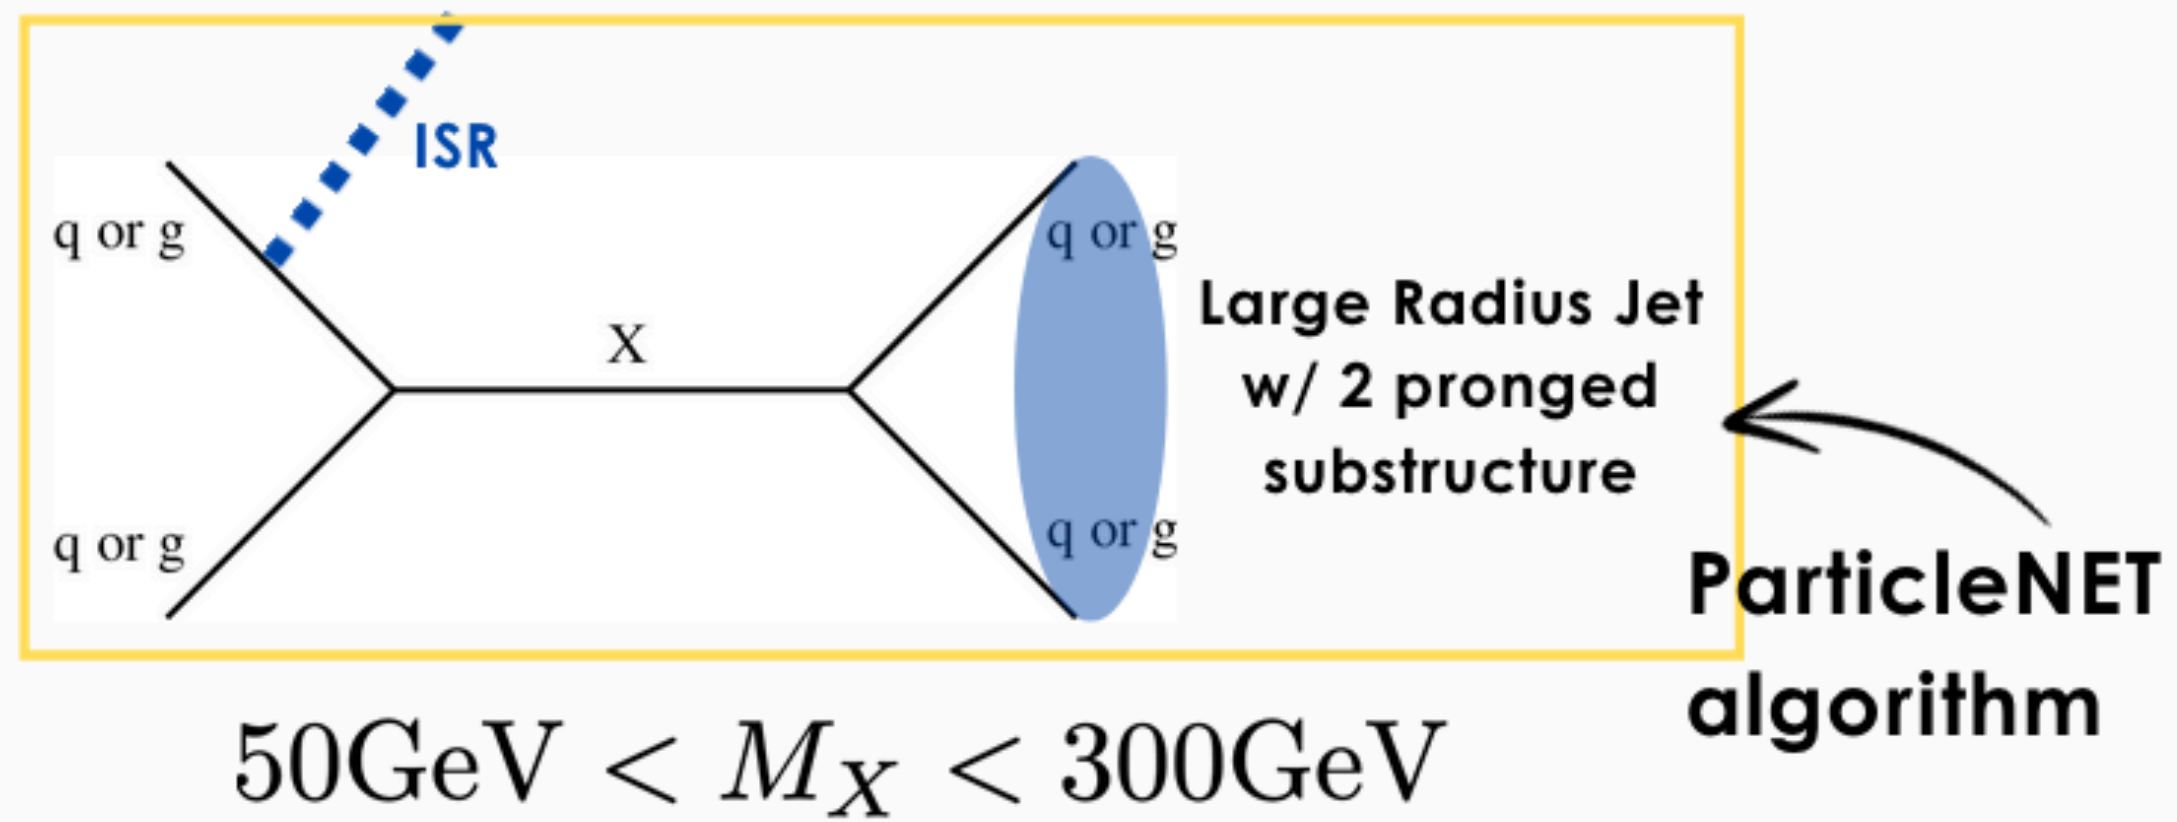 ISR
q or g
q or g
X
q or g
q or g
Large Radius Jet
w/ 2 pronged
substructure
ParticleNET
algorithm
50GeV < M_X < 300GeV